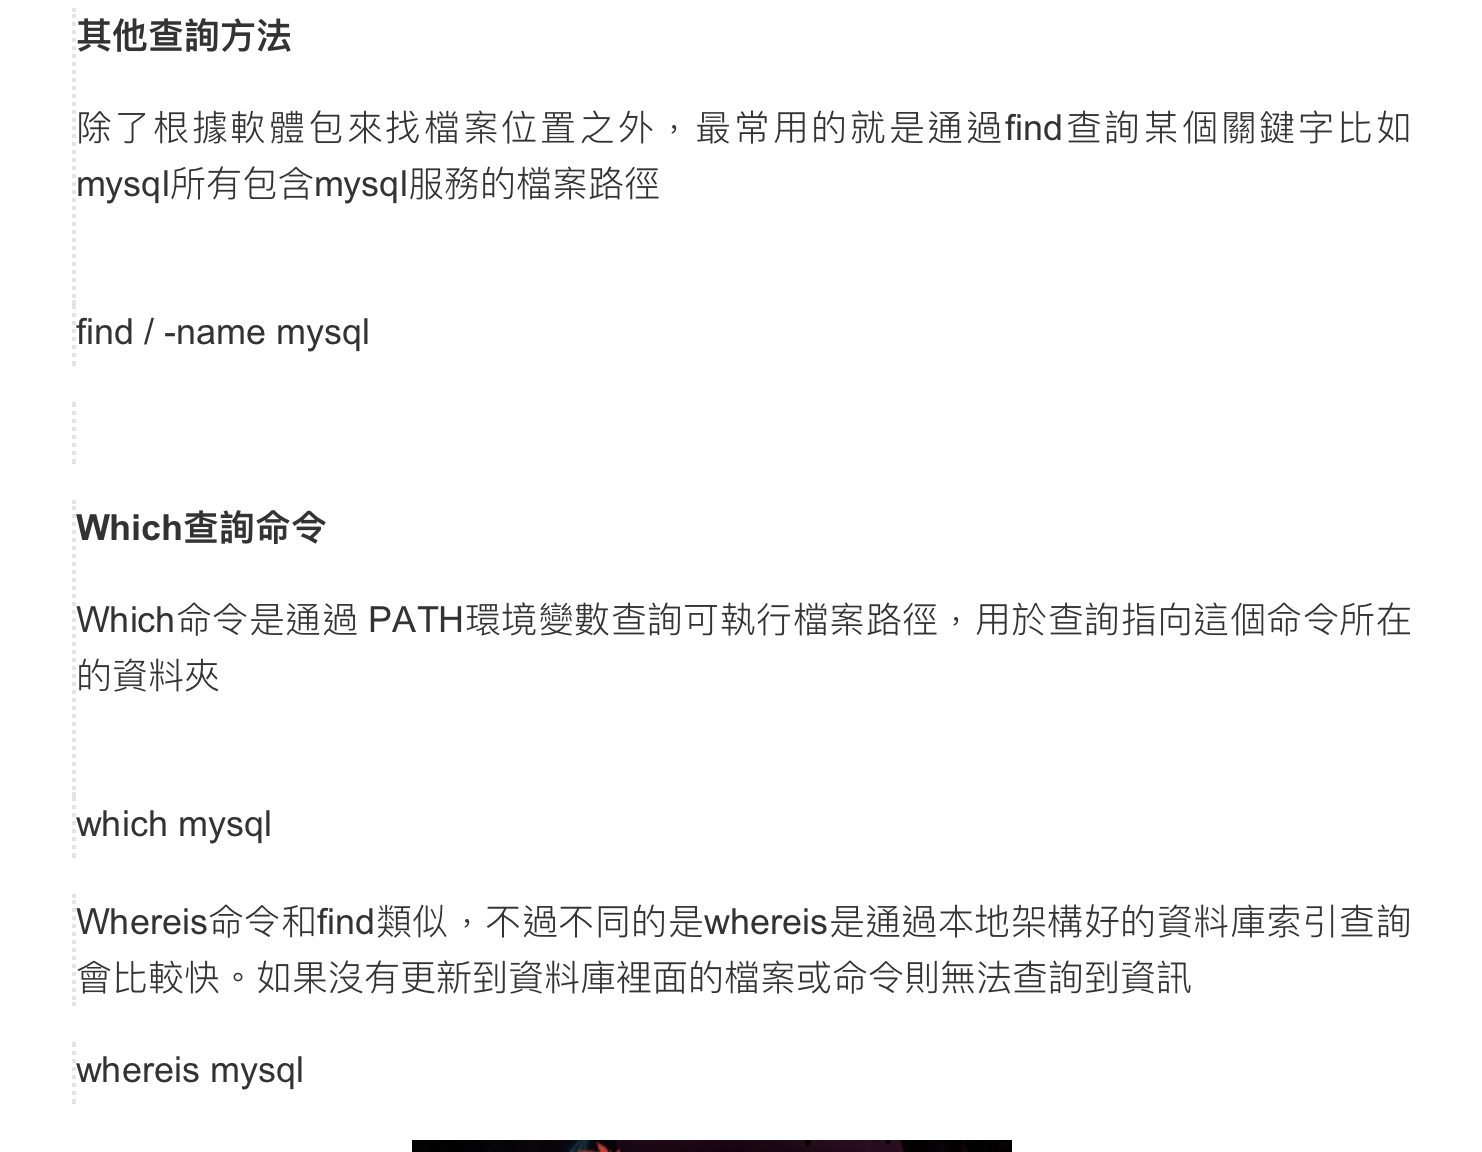 其他查詢方法
除了根據軟體包來找檔案位置之外，最常用的就是通過find查詢某個關鍵字比如
mysql所有包含mysql服務的檔案路徑
find / -name mysql
Which查詢命令
Which命令是通過 PATH環境變數查詢可執行檔案路徑，用於查詢指向這個命令所在
的資料夾
which mysql
Whereis命令和find類似，不過不同的是whereis是通過本地架構好的資料庫索引查詢
會比較快。如果沒有更新到資料庫裡面的檔案或命令則無法查詢到資訊
whereis mysql